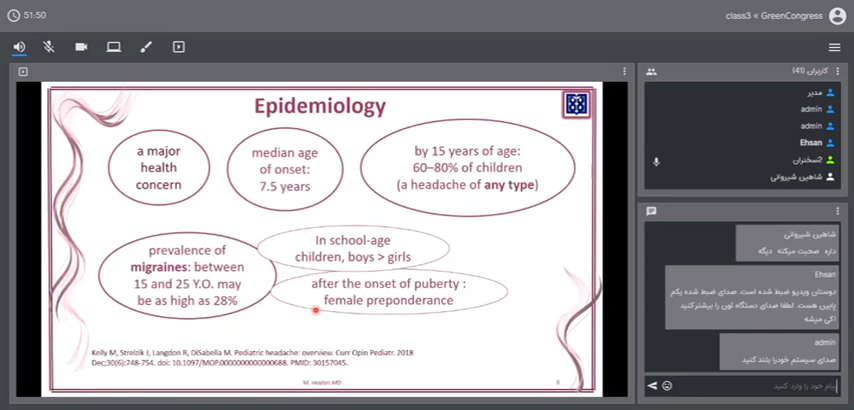 51:50
class3 < GreenCongress
Epidemiology
a major
health
concern
median age
of onset:
7.5 years
by 15 years of age:
60–80% of children
(a headache of any type)
prevalence of
migraines: between
15 and 25 Y.O. may
be as high as 28%
In school-age
children, boys > girls
after the onset of puberty :
female preponderance
Kelly M, Strelzik J, Langdon R, DiSabella M. Pediatric headache: overview. Curr Opin Pediatr. 2018
Dec;30(6):748-754. doi: 10.1097/MOP.0000000000000688. PMID: 30157045.
8
کاربران (41)
مدیر
admin
admin
Ehsan
سخنران2
شاهین شیروانی
شاهین شیروانی
داره صحبت میکنه دیگه
Ehsan
دوستان ویدیو ضبط شده است. صدای ضبط شده یکم
پایین هست. لطفا صدای دستگاه تون را بیشتر کنید
اکی میشه
admin
صدای سیستم خودرا بلند کنید
پیام خود را وارد کنید